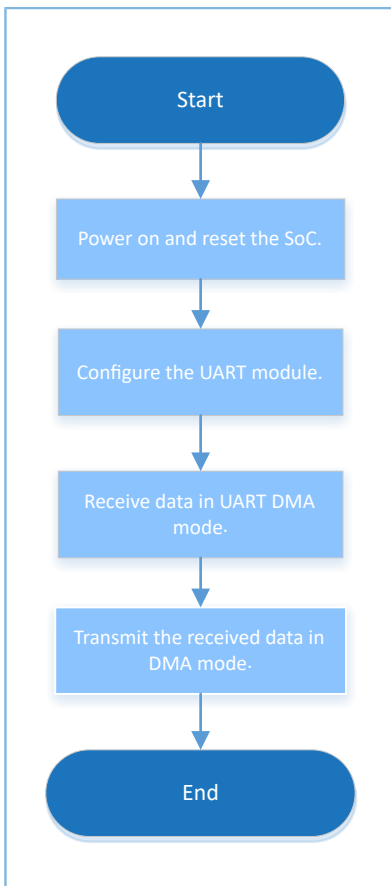 Start
Power on and reset the SoC.
Configure the UART module.
Receive data in UART DMA
mode.
Transmit the received data in
DMA mode.
End